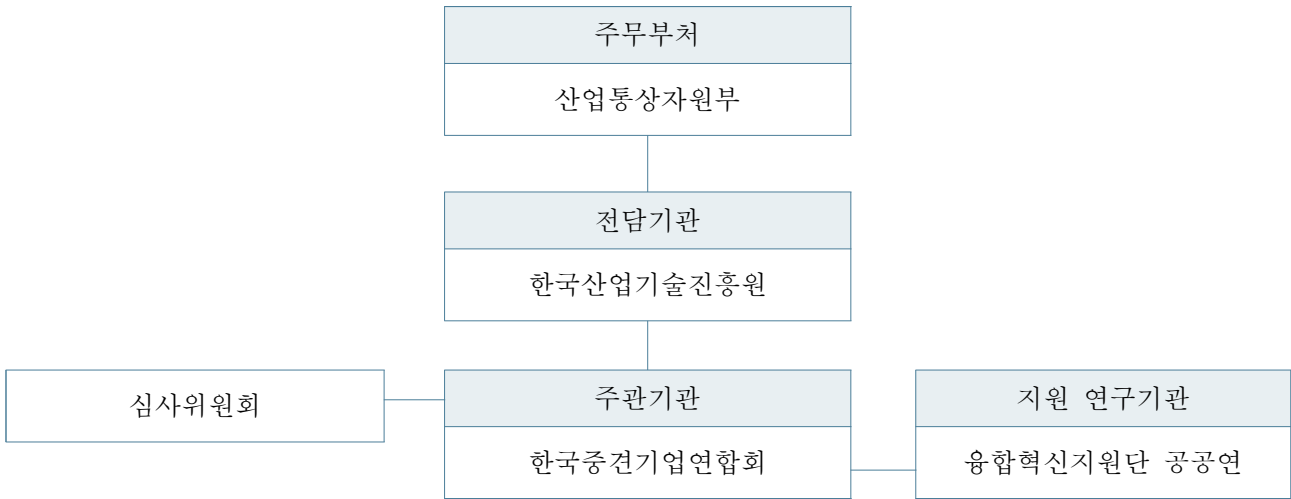 주무부처
산업통상자원부
전담기관
한국산업기술진흥원
심사위원회
주관기관
한국중견기업연합회
지원 연구기관
융합혁신지원단 공공연